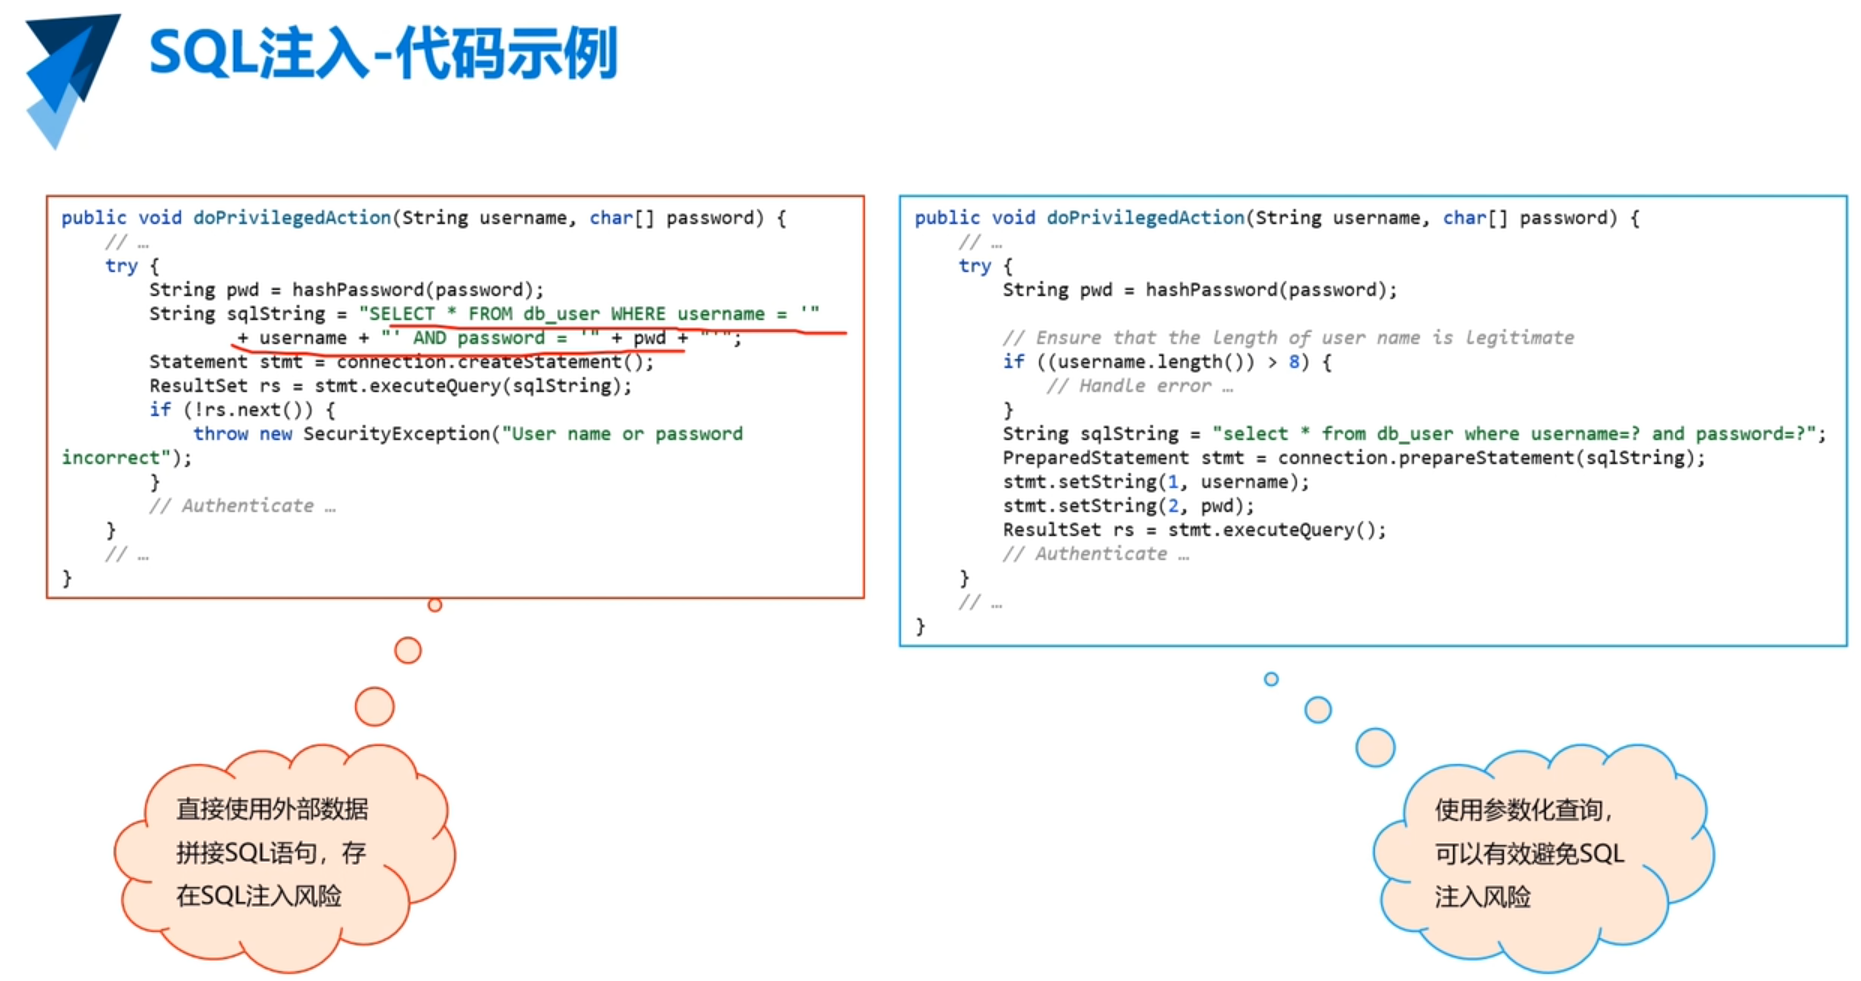 SQL注入-代码示例
public void doPrivilegedAction(String username, char[] password) {
// …
try {
String pwd = hashPassword(password);
String sqlString = "SELECT * FROM db_user WHERE username = '"
+ username + "' AND password = '" + pwd + "'";
Statement stmt = connection.createStatement();
ResultSet rs = stmt.executeQuery(sqlString);
if (!rs.next()) {
throw new SecurityException("User name or password
incorrect");
}
// Authenticate …
}
// …
}
直接使用外部数据
拼接SQL语句，存
在SQL注入风险
public void doPrivilegedAction(String username, char[] password) {
// …
try {
String pwd = hashPassword(password);
// Ensure that the length of user name is legitimate
if ((username.length()) > 8) {
// Handle error …
}
String sqlString = "select * from db_user where username=? and password=?";
PreparedStatement stmt = connection.prepareStatement(sqlString);
stmt.setString(1, username);
stmt.setString(2, pwd);
ResultSet rs = stmt.executeQuery();
// Authenticate …
}
// …
}
使用参数化查询，
可以有效避免SQL
注入风险